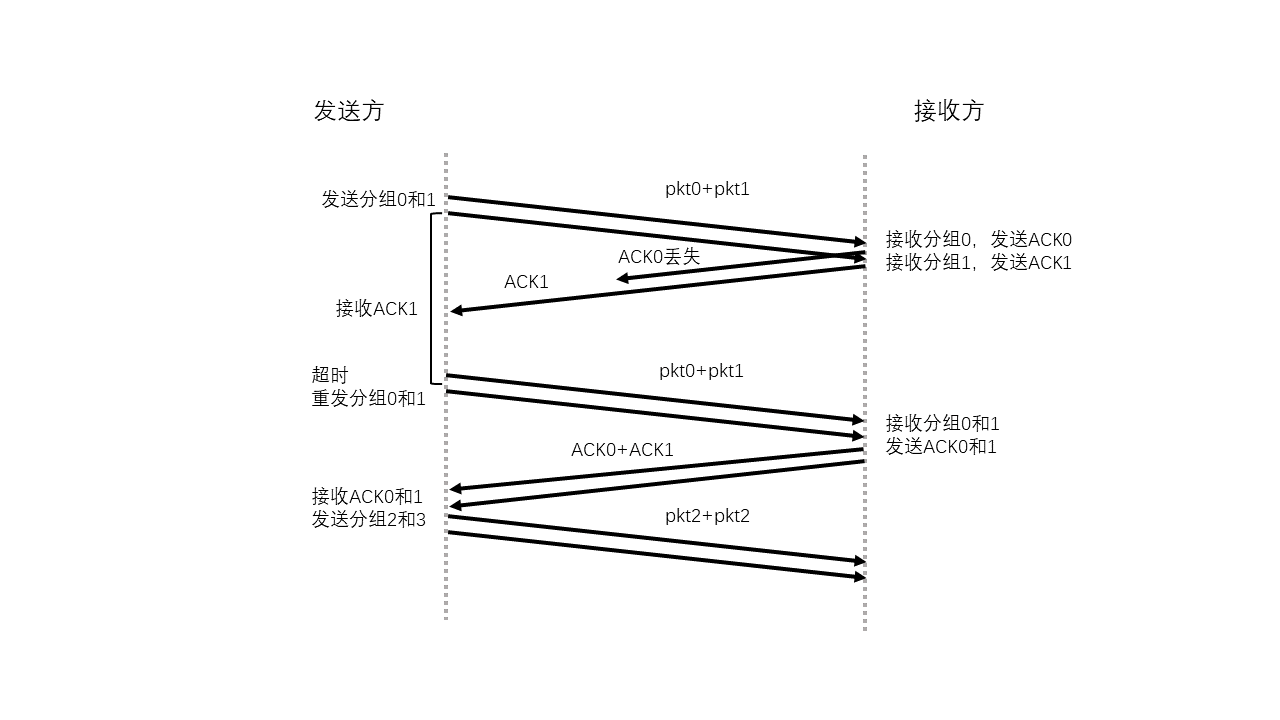 发送方
接收方
pkt0+pkt1
发送分组0和1
接收分组0，发送ACK0
ACK0丢失
接收分组1，发送ACK1
ACK1
接收ACK1
pkt0+pkt1
超时
重发分组0和1
接收分组0和1
发送ACK0和1
ACK0+ACK1
接收ACK0和1
发送分组2和3
pkt2+pkt2